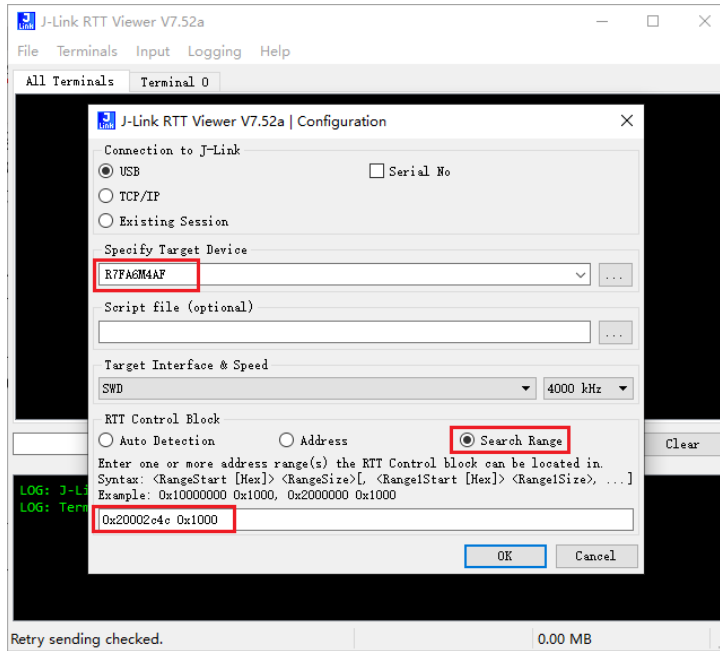 J-Link RTT Viewer V7.52a
File Terminals Input Logging Help
All Terminals Terminal 0
J-Link RTT Viewer V7.52a | Configuration
Connection to J-Link
USB Serial No
TCP/IP
Existing Session
Specify Target Device
R7FA6M4AF ...
Script file (optional)
...
Target Interface & Speed
SWD 4000 kHz
RTT Control Block
Auto Detection Address Search Range
Clear
Enter one or more address range(s) the RTT Control block can be located in.
Syntax: <RangeStart [Hex]> <RangeSize>[, <Range1Start [Hex]> <Range1Size>, ...]
Example: 0x10000000 0x1000, 0x2000000 0x1000
LOG: J-Li
LOG: Term
0x20002c4c 0x1000
OK Cancel
Retry sending checked. 0.00 MB